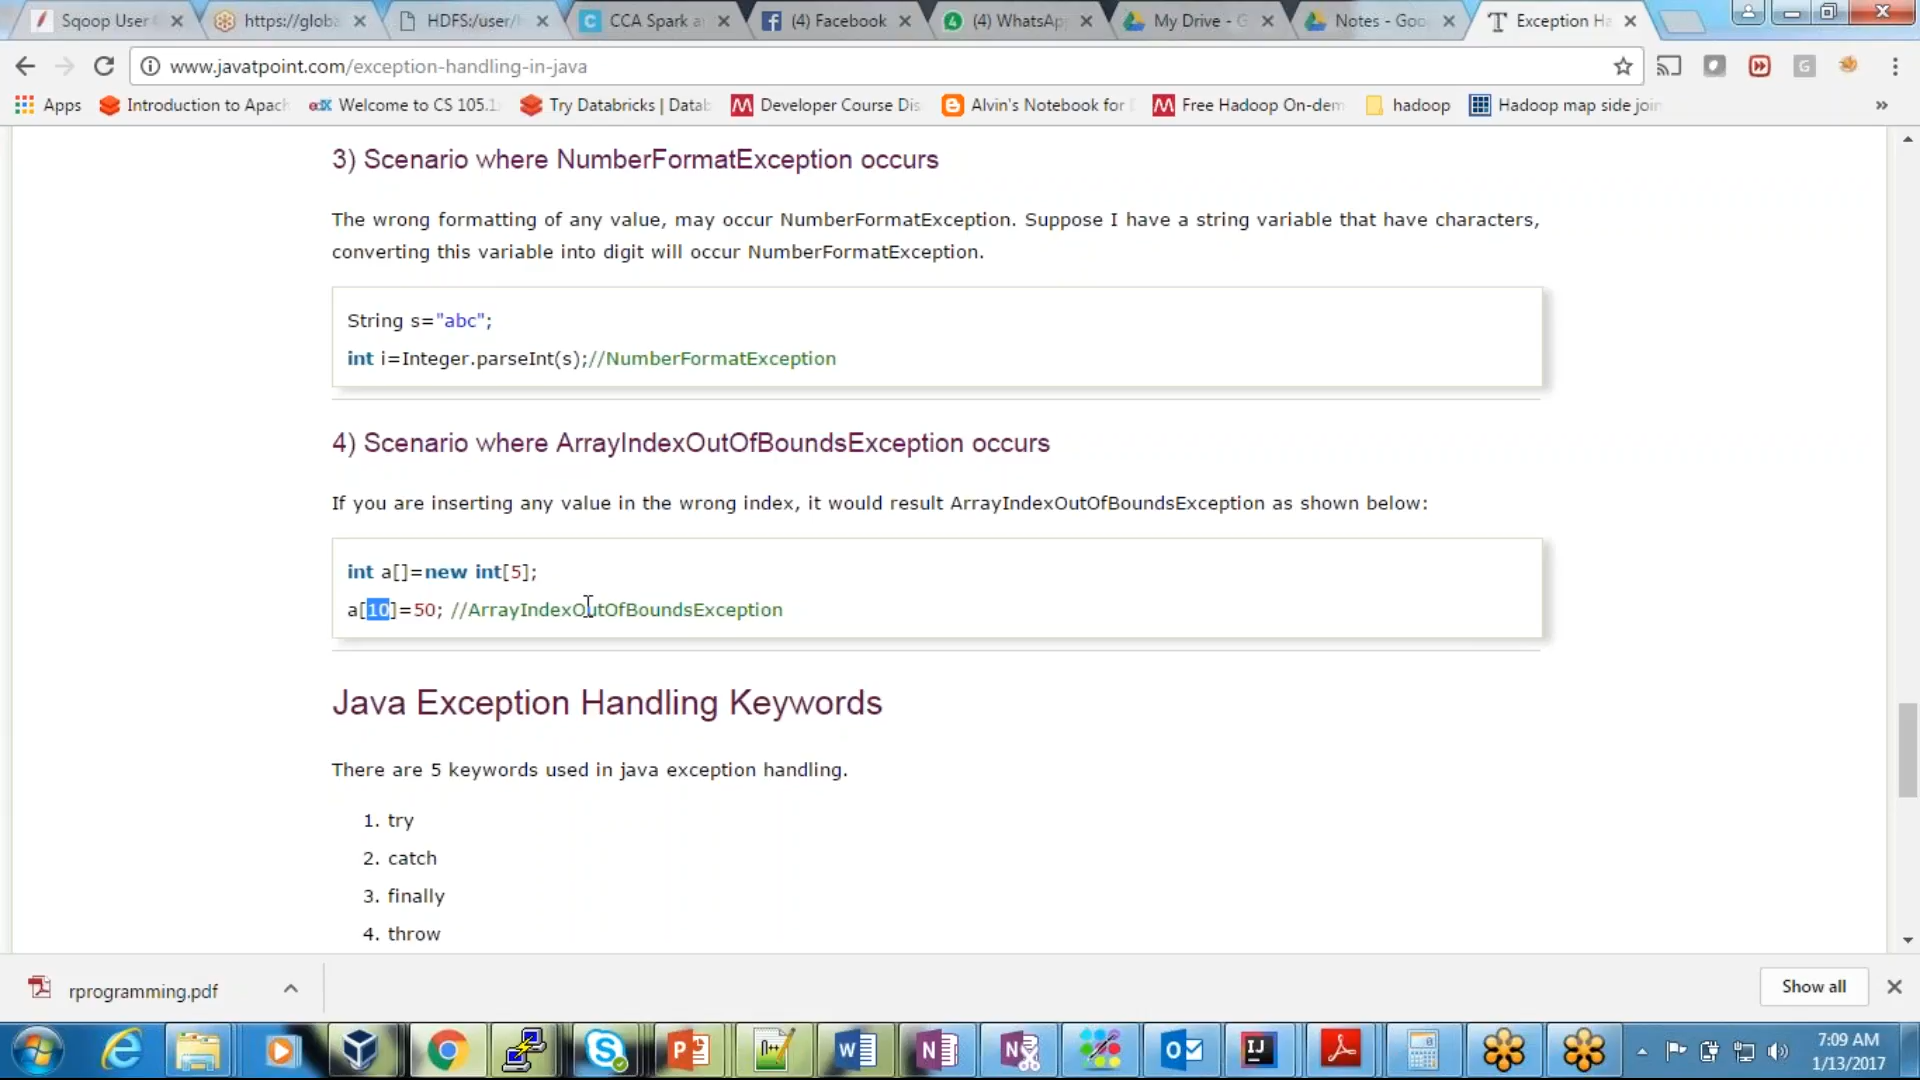 Sqoop User
https://globa
HDFS:/user/
CCA Spark a
(4) Facebook
(4) WhatsAp
My Drive - G
Notes - Goo
Exception Ha
www.javatpoint.com/exception-handling-in-java
Apps
Introduction to Apach
edX Welcome to CS 105.1
Try Databricks | Datab
Developer Course Dis
Alvin's Notebook for
Free Hadoop On-dem
hadoop
Hadoop map side join
»
3) Scenario where NumberFormatException occurs
The wrong formatting of any value, may occur NumberFormatException. Suppose I have a string variable that have characters,
converting this variable into digit will occur NumberFormatException.
String s="abc";
int i=Integer.parseInt(s);//NumberFormatException
4) Scenario where ArrayIndexOutOfBoundsException occurs
If you are inserting any value in the wrong index, it would result ArrayIndexOutOfBoundsException as shown below:
int a[]=new int[5];
a[10]=50; //ArrayIndexOutOfBoundsException
Java Exception Handling Keywords
There are 5 keywords used in java exception handling.
1. try
2. catch
3. finally
4. throw
rprogramming.pdf
Show all
7:09 AM
1/13/2017